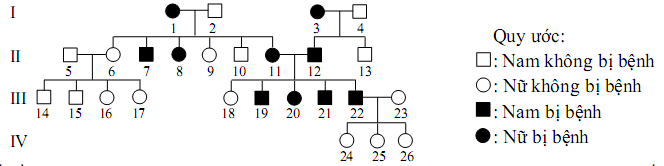 I
1 2 3 4
Quy ước:
II
5 6 7 8 9 10 11 12 13
: Nam không bị bệnh
: Nữ không bị bệnh
III
14 15 16 17 18 19 20 21 22 23
: Nam bị bệnh
IV
: Nữ bị bệnh
24 25 26